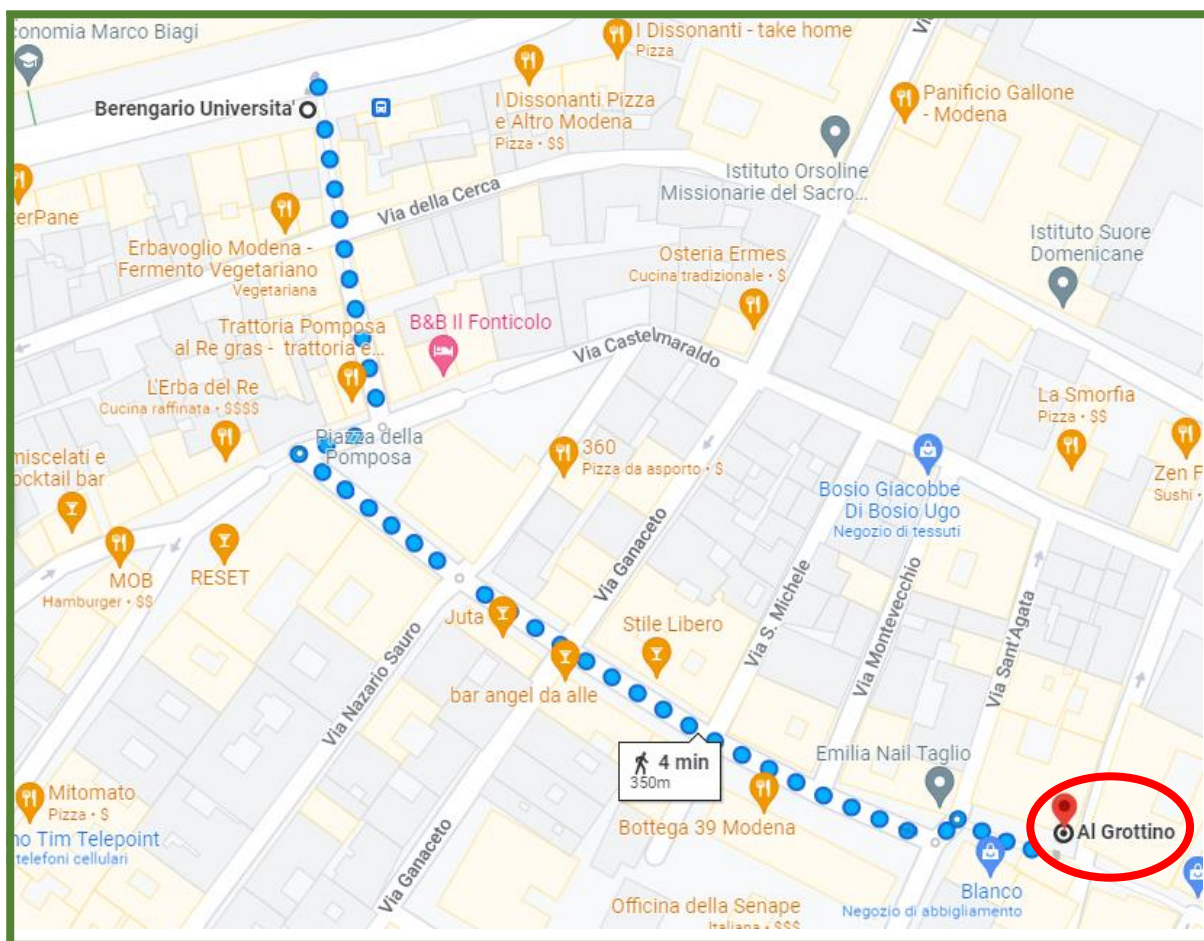 conomia Marco Biagi
I Dissonanti - take home
Pizza
Berengario Universita'
I Dissonanti Pizza
e Altro Modena
Pizza • $$
Panificio Gallone
- Modena
Istituto Orsoline
Missionarie del Sacro...
erPane
Via della Cerca
Erbavoglio Modena -
Fermento Vegetariano
Vegetariana
Osteria Ermes
Cucina tradizionale • $
Istituto Suore
Domenicane
Trattoria Pomposa
al Re gras - trattoria e...
B&B Il Fonticolo
Via Castelmaraldo
L'Erba del Re
Cucina raffinata • $$$$
La Smorfia
Pizza • $$
Piazza della
Pomposa
360
Pizza da asporto • $
miscelati e
ocktail bar
Zen F
Sushi •
Bosio Giacobbe
Di Bosio Ugo
Negozio di tessuti
MOB
Hamburger • $$
RESET
Via Ganaceto
Juta
Stile Libero
Via S. Michele
Via Montevecchio
Via Sant'Agata
Via Nazario Sauro
bar angel da alle
4 min
350m
Emilia Nail Taglio
Mitomato
Pizza • $
Bottega 39 Modena
Al Grottino
no Tim Telepoint
telefoni cellulari
Via Ganaceto
Blanco
Negozio di abbigliamento
Officina della Senape
Italiana • $$$